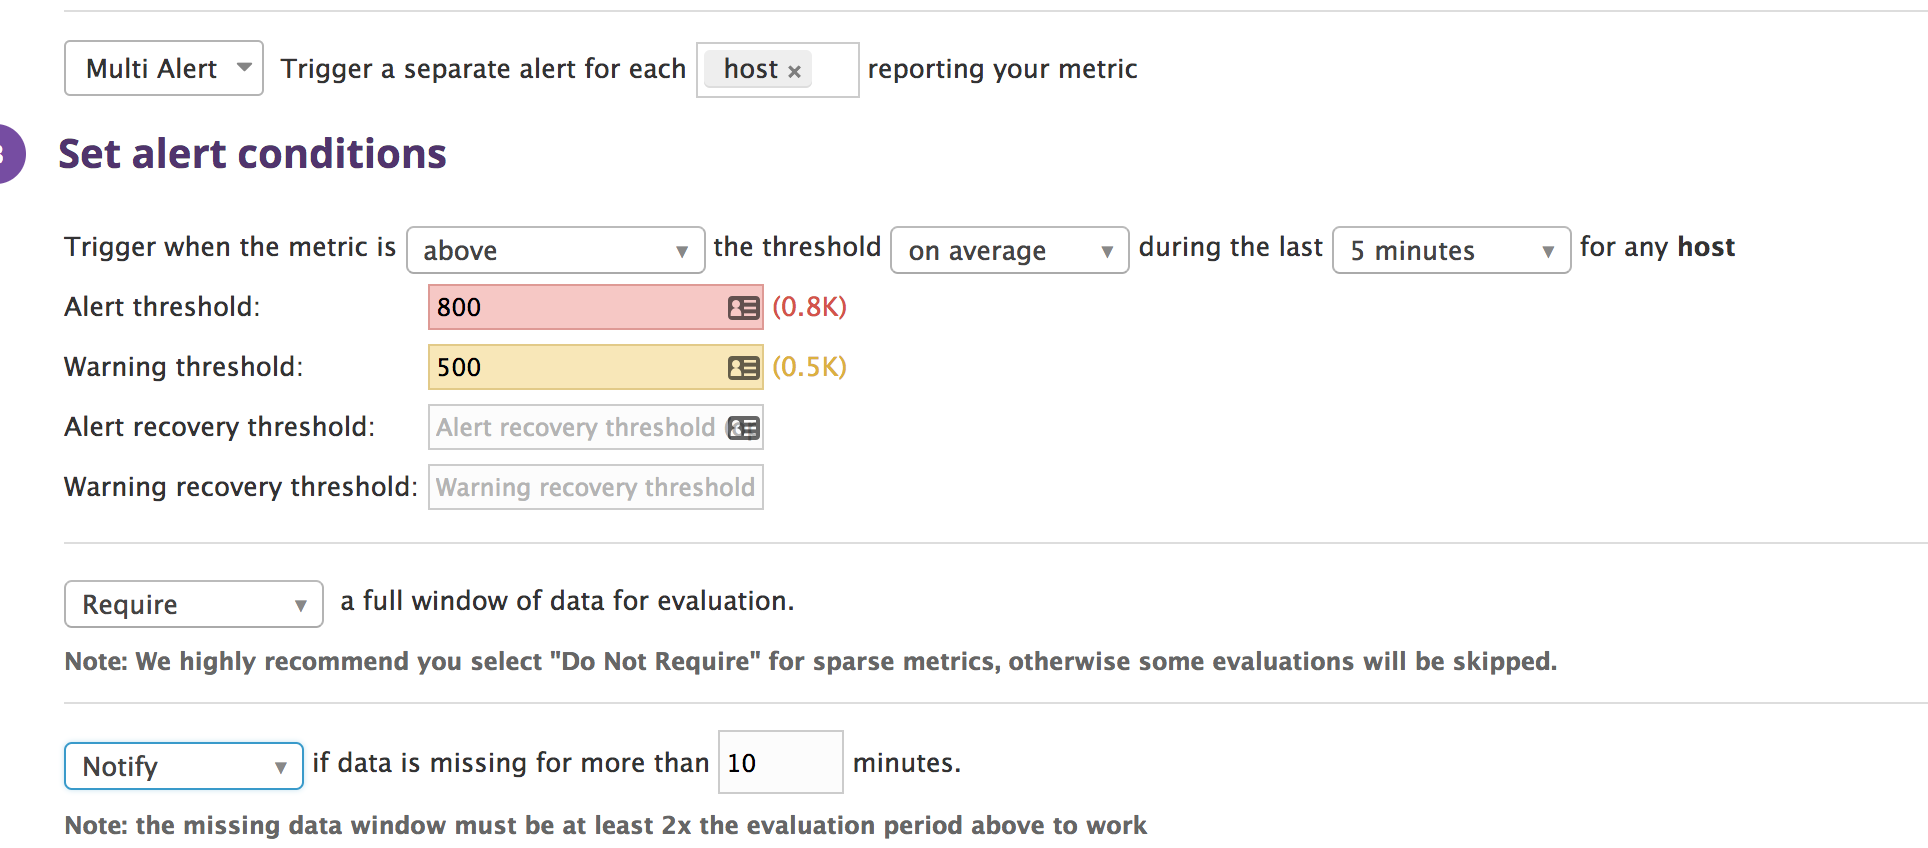 Multi Alert Trigger a separate alert for each host × reporting your metric
Set alert conditions
Trigger when the metric is above the threshold on average during the last 5 minutes for any host
Alert threshold: 800 (0.8K)
Warning threshold: 500 (0.5K)
Alert recovery threshold: Alert recovery threshold
Warning recovery threshold: Warning recovery threshold
Require a full window of data for evaluation.
Note: We highly recommend you select "Do Not Require" for sparse metrics, otherwise some evaluations will be skipped.
Notify if data is missing for more than 10 minutes.
Note: the missing data window must be at least 2x the evaluation period above to work